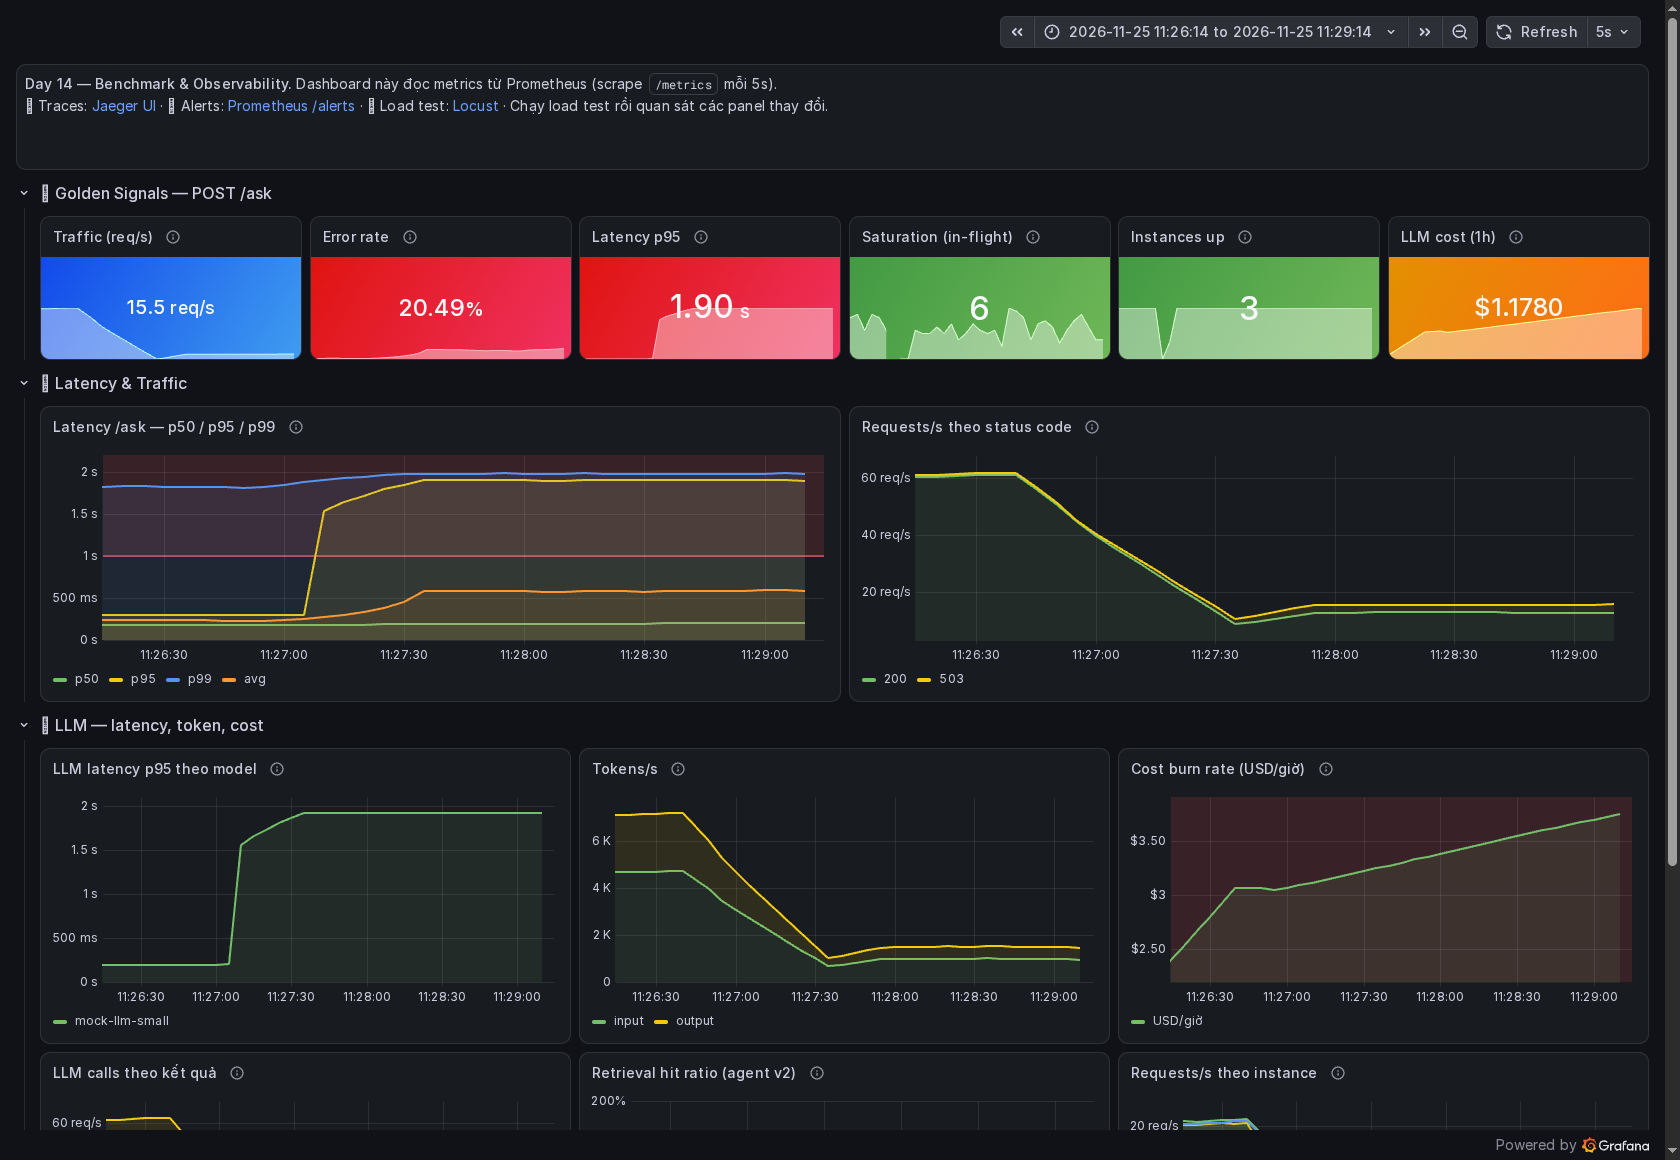 2026-11-25 11:26:14 to 2026-11-25 11:29:14
Refresh 5s
Day 14 — Benchmark & Observability. Dashboard này đọc metrics từ Prometheus (scrape /metrics mỗi 5s).
Traces: Jaeger UI · Alerts: Prometheus /alerts · Load test: Locust · Chạy load test rồi quan sát các panel thay đổi.
Golden Signals — POST /ask
Traffic (req/s)
15.5 req/s
Error rate
20.49%
Latency p95
1.90 s
Saturation (in-flight)
6
Instances up
3
LLM cost (1h)
$1.1780
Latency & Traffic
Latency /ask — p50 / p95 / p99
2 s
1.5 s
1 s
500 ms
0 s
11:26:30 11:27:00 11:27:30 11:28:00 11:28:30 11:29:00
p50 p95 p99 avg
Requests/s theo status code
60 req/s
40 req/s
20 req/s
11:26:30 11:27:00 11:27:30 11:28:00 11:28:30 11:29:00
200 503
LLM — latency, token, cost
LLM latency p95 theo model
2 s
1.5 s
1 s
500 ms
0 s
11:26:30 11:27:00 11:27:30 11:28:00 11:28:30 11:29:00
mock-llm-small
Tokens/s
6 K
4 K
2 K
0
11:26:30 11:27:00 11:27:30 11:28:00 11:28:30 11:29:00
input output
Cost burn rate (USD/giờ)
$3.50
$3
$2.50
11:26:30 11:27:00 11:27:30 11:28:00 11:28:30 11:29:00
USD/giờ
LLM calls theo kết quả
60 req/s
Retrieval hit ratio (agent v2)
200%
Requests/s theo instance
20 req/s
Powered by Grafana